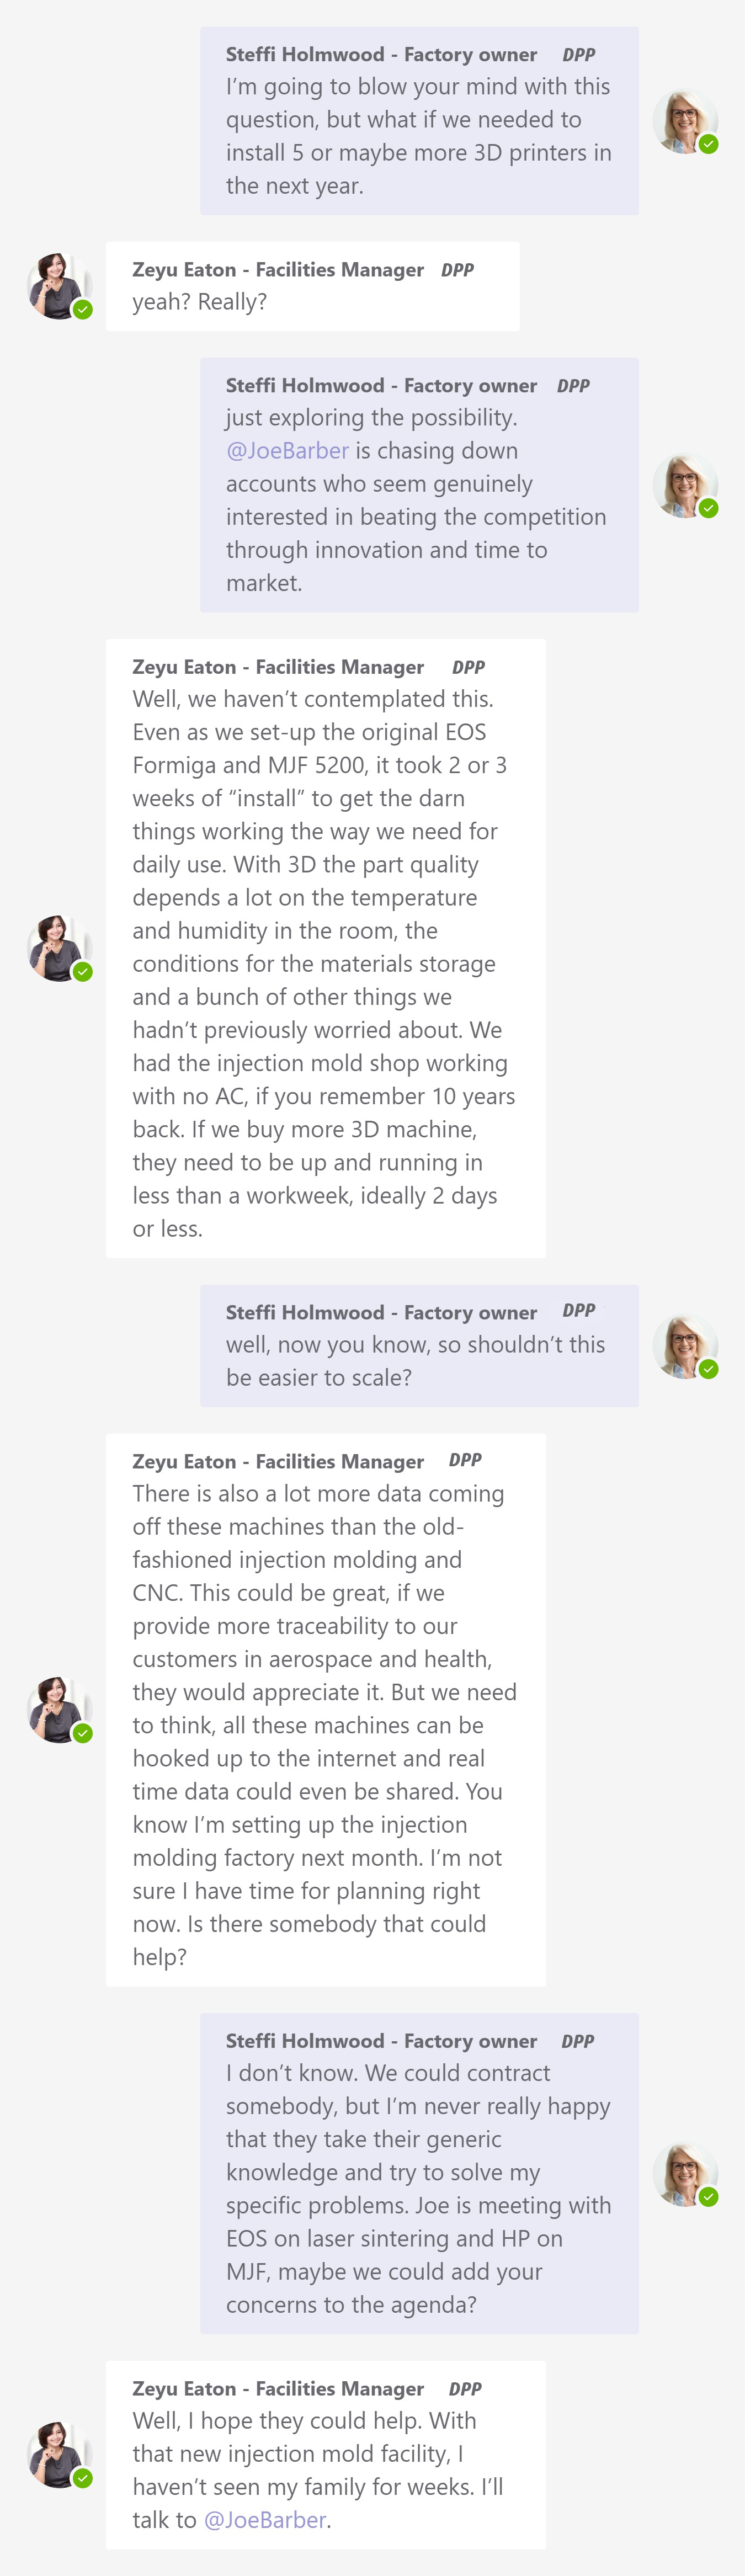 Steffi Holmwood - Factory owner DPP
I’m going to blow your mind with this
question, but what if we needed to
install 5 or maybe more 3D printers in
the next year.
Zeyu Eaton - Facilities Manager DPP
yeah? Really?
Steffi Holmwood - Factory owner DPP
just exploring the possibility.
@JoeBarber is chasing down
accounts who seem genuinely
interested in beating the competition
through innovation and time to
market.
Zeyu Eaton - Facilities Manager DPP
Well, we haven’t contemplated this.
Even as we set-up the original EOS
Formiga and MJF 5200, it took 2 or 3
weeks of “install” to get the darn
things working the way we need for
daily use. With 3D the part quality
depends a lot on the temperature
and humidity in the room, the
conditions for the materials storage
and a bunch of other things we
hadn’t previously worried about. We
had the injection mold shop working
with no AC, if you remember 10 years
back. If we buy more 3D machine,
they need to be up and running in
less than a workweek, ideally 2 days
or less.
Steffi Holmwood - Factory owner DPP
well, now you know, so shouldn’t this
be easier to scale?
Zeyu Eaton - Facilities Manager DPP
There is also a lot more data coming
off these machines than the old-
fashioned injection molding and
CNC. This could be great, if we
provide more traceability to our
customers in aerospace and health,
they would appreciate it. But we need
to think, all these machines can be
hooked up to the internet and real
time data could even be shared. You
know I’m setting up the injection
molding factory next month. I’m not
sure I have time for planning right
now. Is there somebody that could
help?
Steffi Holmwood - Factory owner DPP
I don’t know. We could contract
somebody, but I’m never really happy
that they take their generic
knowledge and try to solve my
specific problems. Joe is meeting with
EOS on laser sintering and HP on
MJF, maybe we could add your
concerns to the agenda?
Zeyu Eaton - Facilities Manager DPP
Well, I hope they could help. With
that new injection mold facility, I
haven’t seen my family for weeks. I’ll
talk to @JoeBarber.